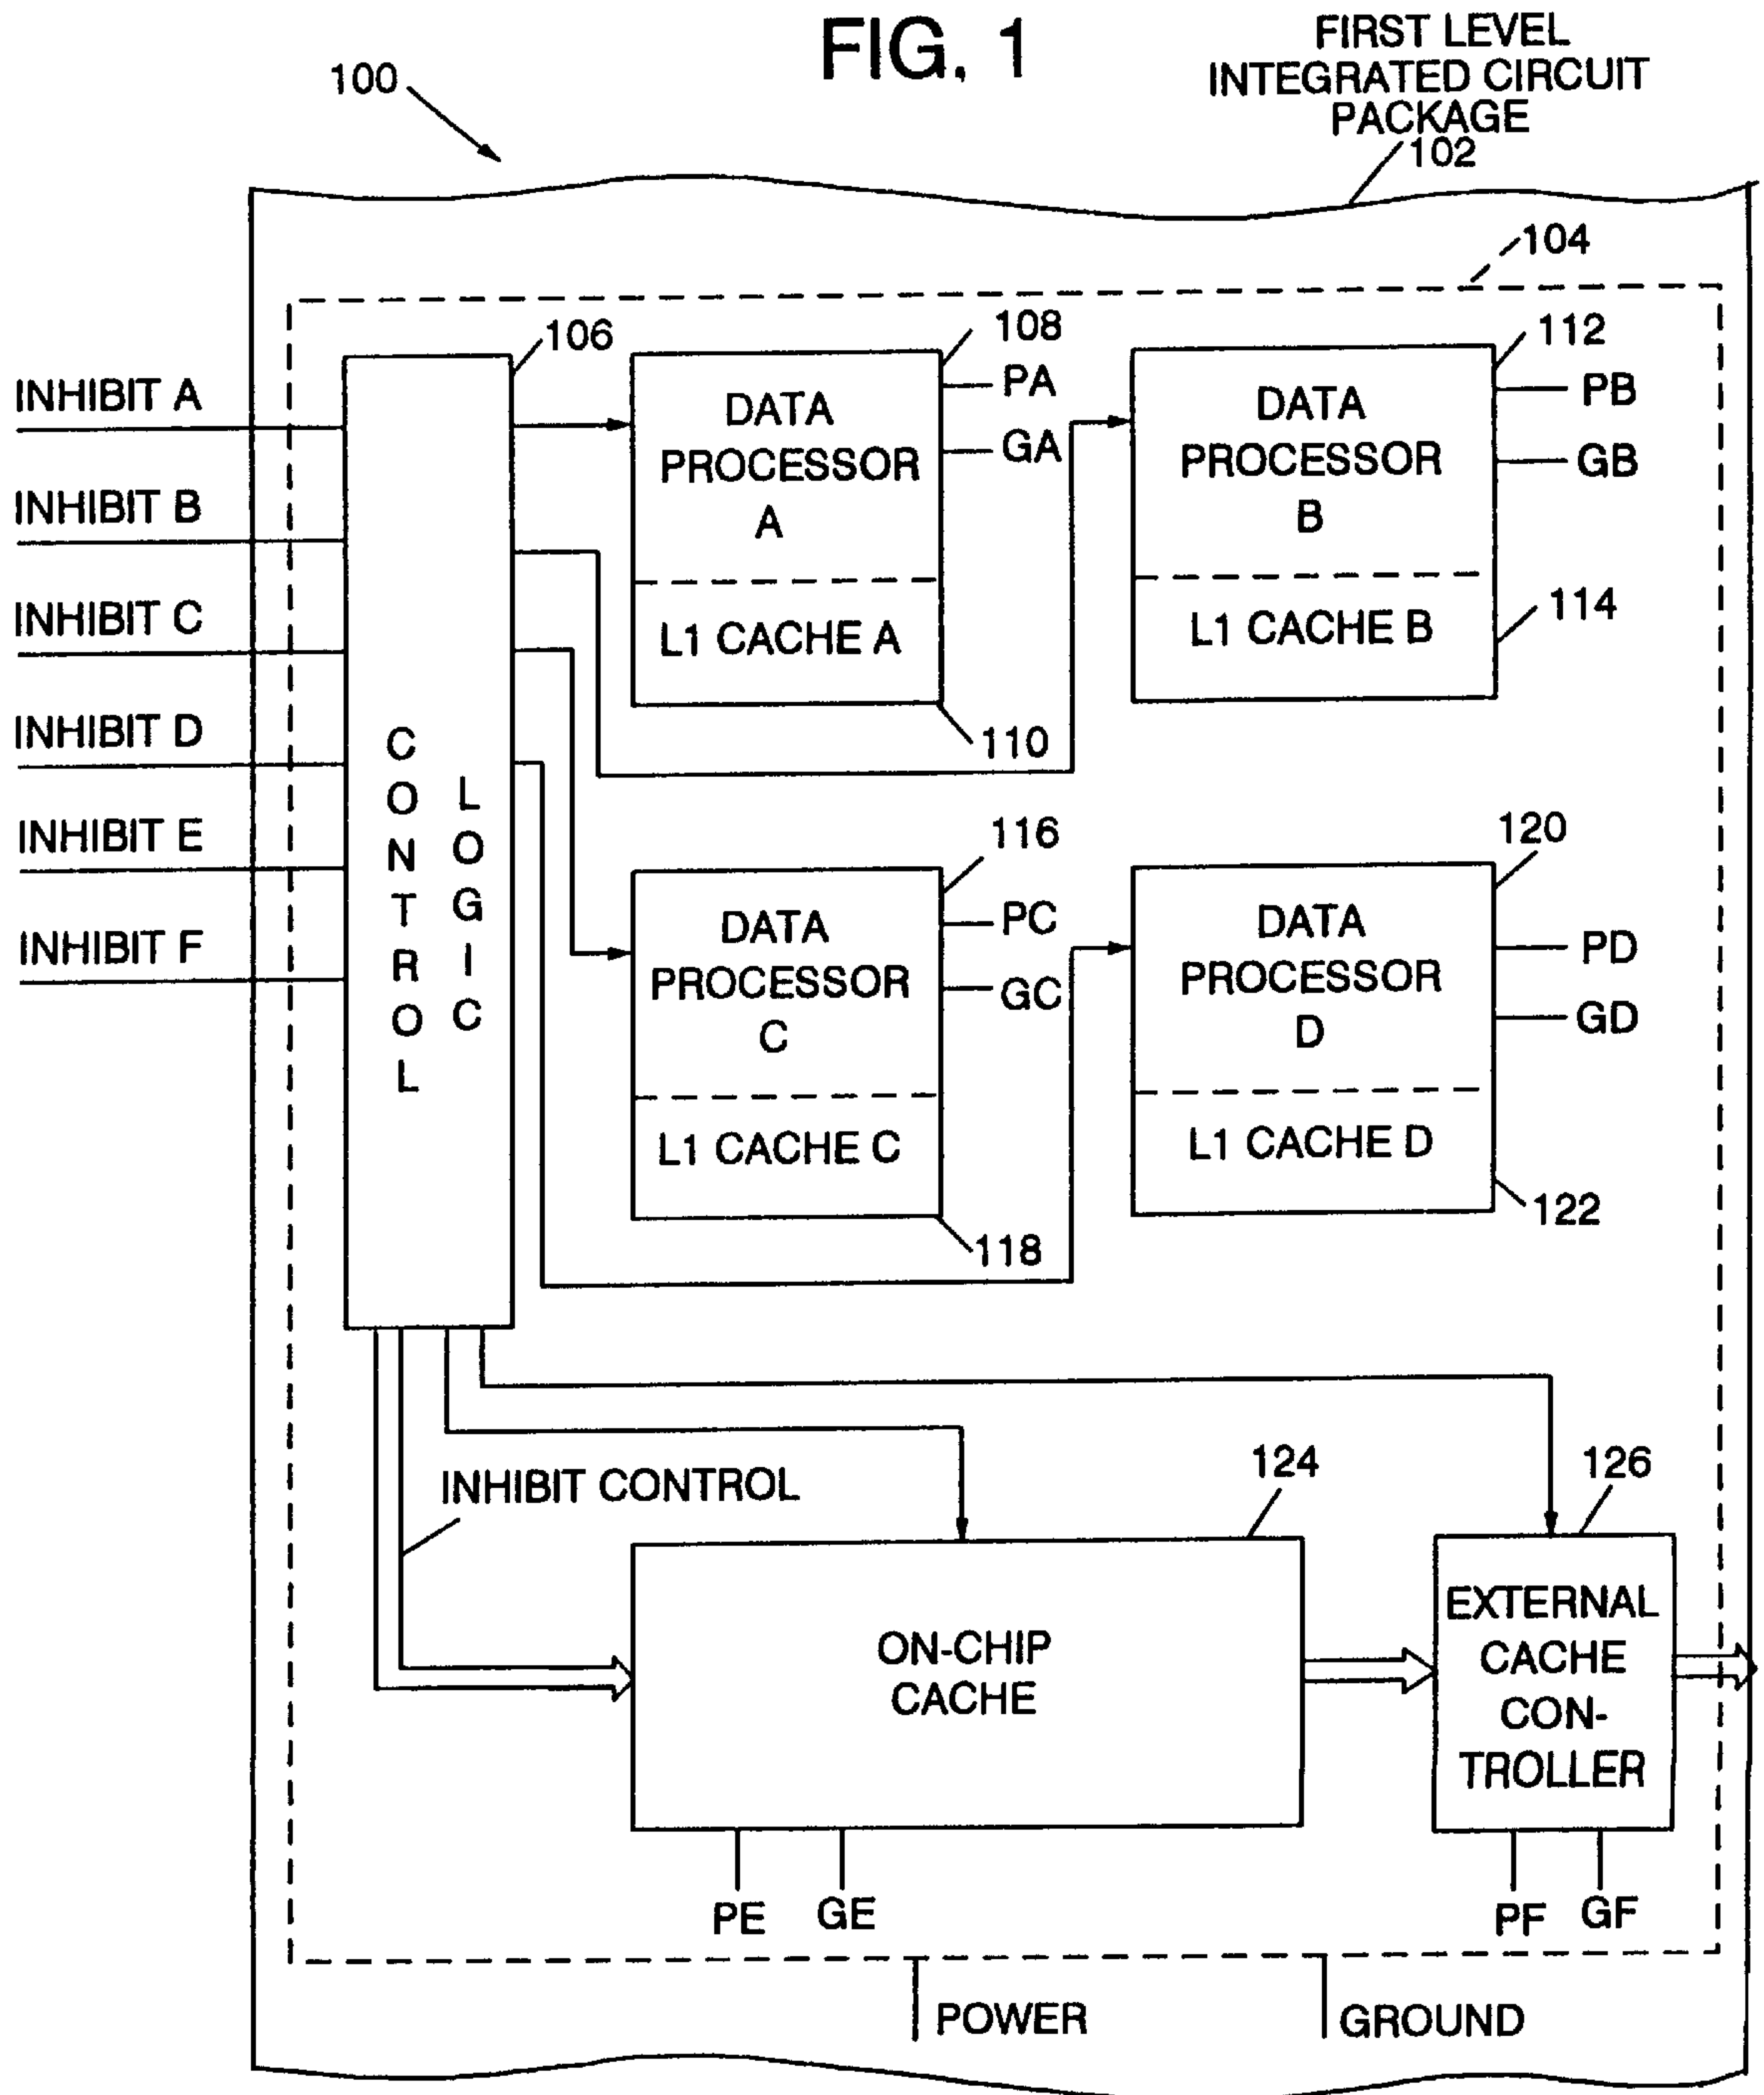 FIG. 1
FIRST LEVEL
INTEGRATED CIRCUIT
PACKAGE
102
100
104
106
108
112
INHIBIT A
INHIBIT B
INHIBIT C
INHIBIT D
INHIBIT E
INHIBIT F
CONTROL
LOGIC
DATA
PROCESSOR
A
L1 CACHE A
PA
GA
110
DATA
PROCESSOR
B
L1 CACHE B
PB
GB
114
116
DATA
PROCESSOR
C
L1 CACHE C
PC
GC
118
120
DATA
PROCESSOR
D
L1 CACHE D
PD
GD
122
INHIBIT CONTROL
124
ON-CHIP
CACHE
PE
GE
126
EXTERNAL
CACHE
CON-
TROLLER
PF
GF
POWER
GROUND